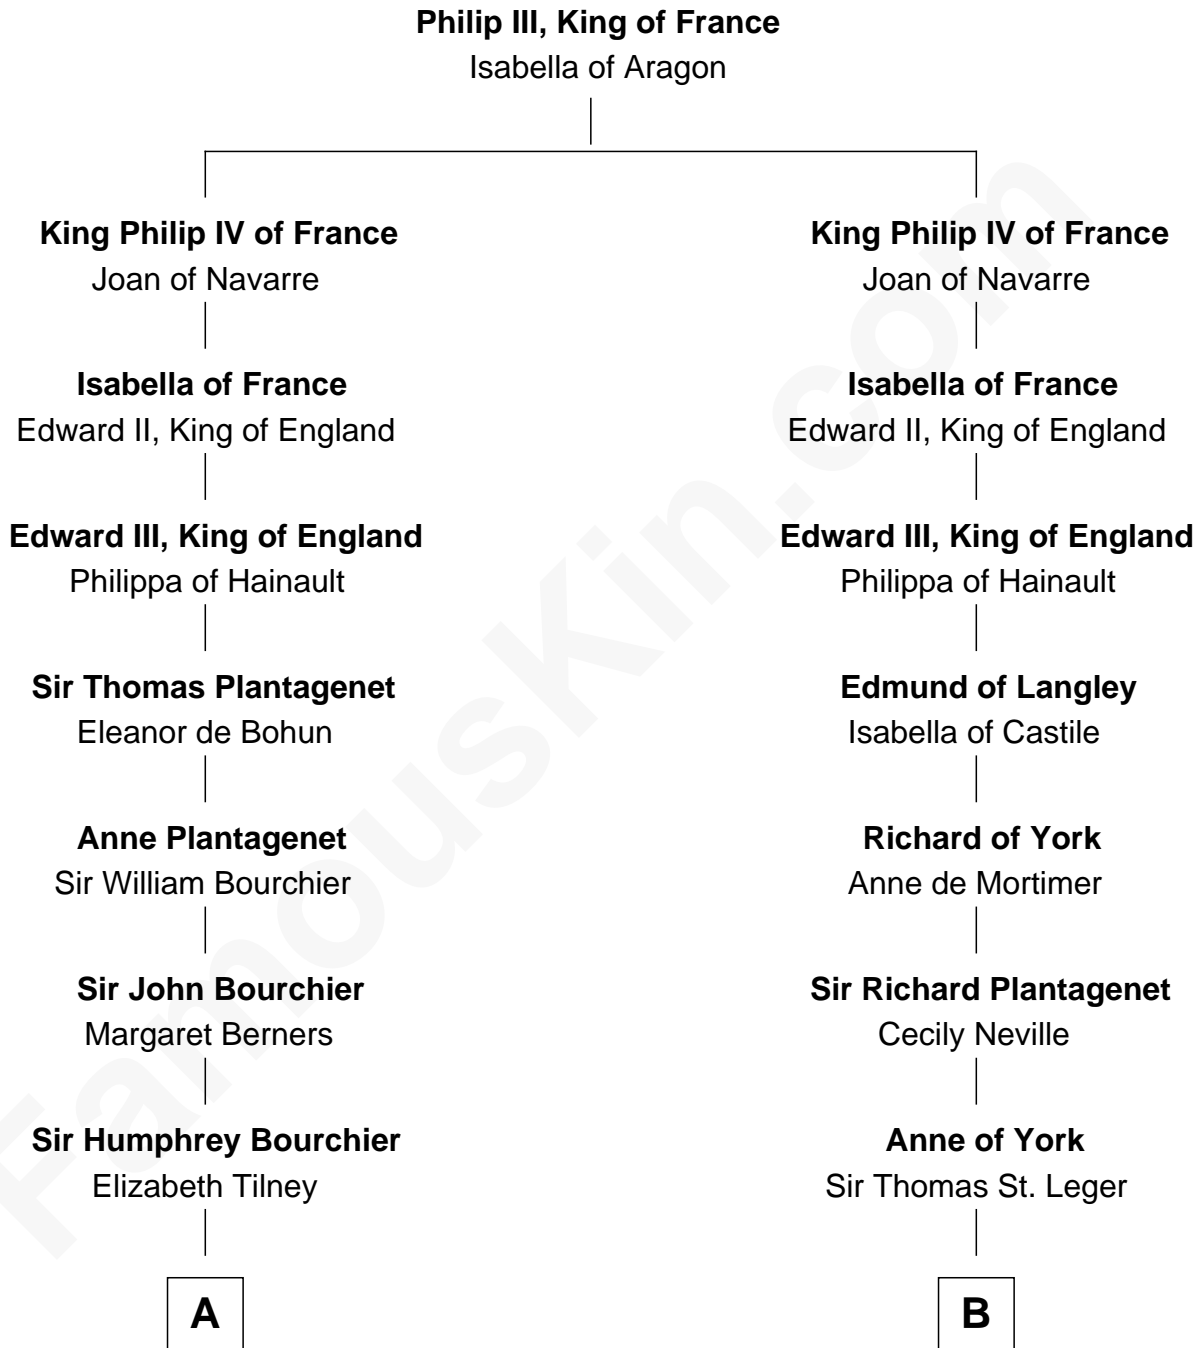 Philip III, King of France
Isabella of Aragon
King Philip IV of France
Joan of Navarre
King Philip IV of France
Joan of Navarre
Isabella of France
Edward II, King of England
Isabella of France
Edward II, King of England
Edward III, King of England
Philippa of Hainault
Edward III, King of England
Philippa of Hainault
Sir Thomas Plantagenet
Eleanor de Bohun
Edmund of Langley
Isabella of Castile
Anne Plantagenet
Sir William Bourchier
Richard of York
Anne de Mortimer
Sir John Bourchier
Margaret Berners
Sir Richard Plantagenet
Cecily Neville
Sir Humphrey Bourchier
Elizabeth Tilney
Anne of York
Sir Thomas St. Leger
A
B
FamousKin.com